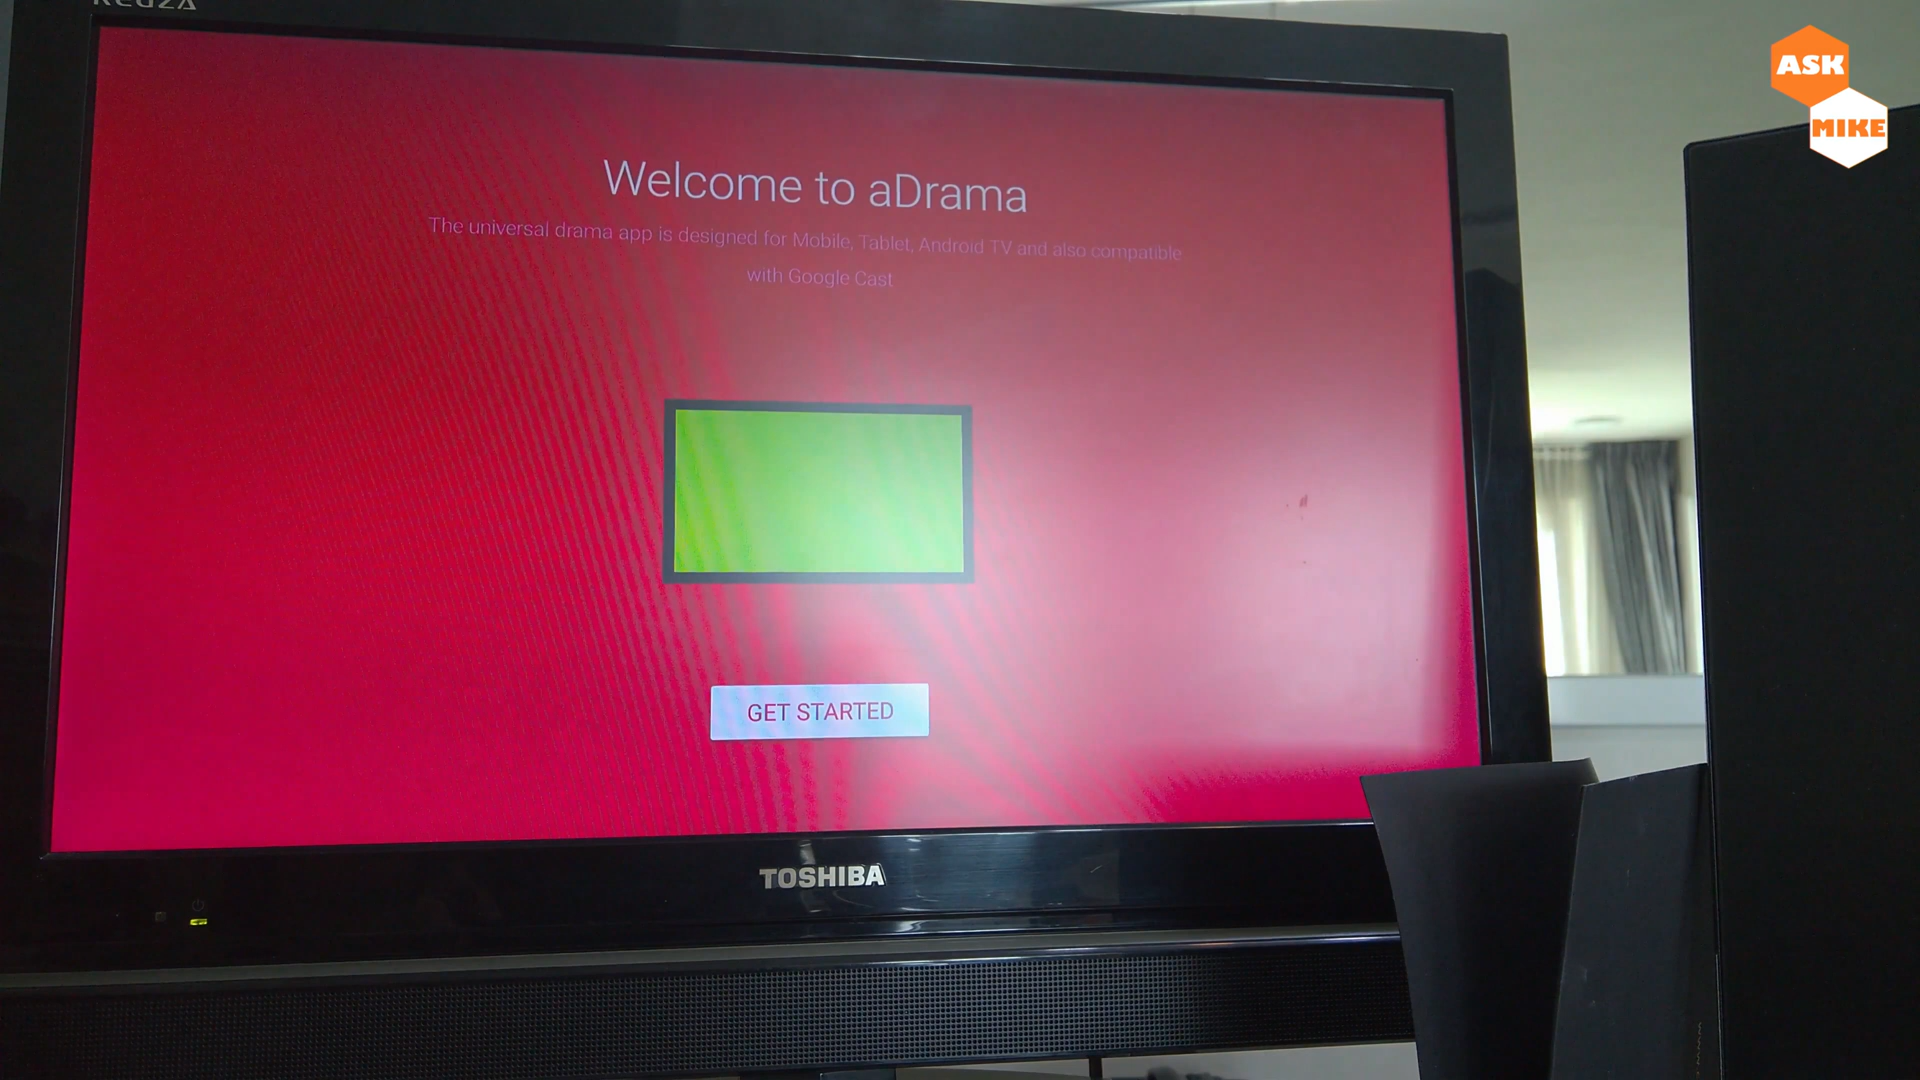 REGZA
ASK
MIKE
Welcome to aDrama
The universal drama app is designed for Mobile, Tablet, Android TV and also compatible
with Google Cast
GET STARTED
TOSHIBA